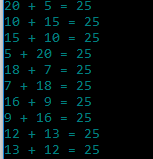 20 + 5 = 25
10 + 15 = 25
15 + 10 = 25
5 + 20 = 25
18 + 7 = 25
7 + 18 = 25
16 + 9 = 25
9 + 16 = 25
12 + 13 = 25
13 + 12 = 25